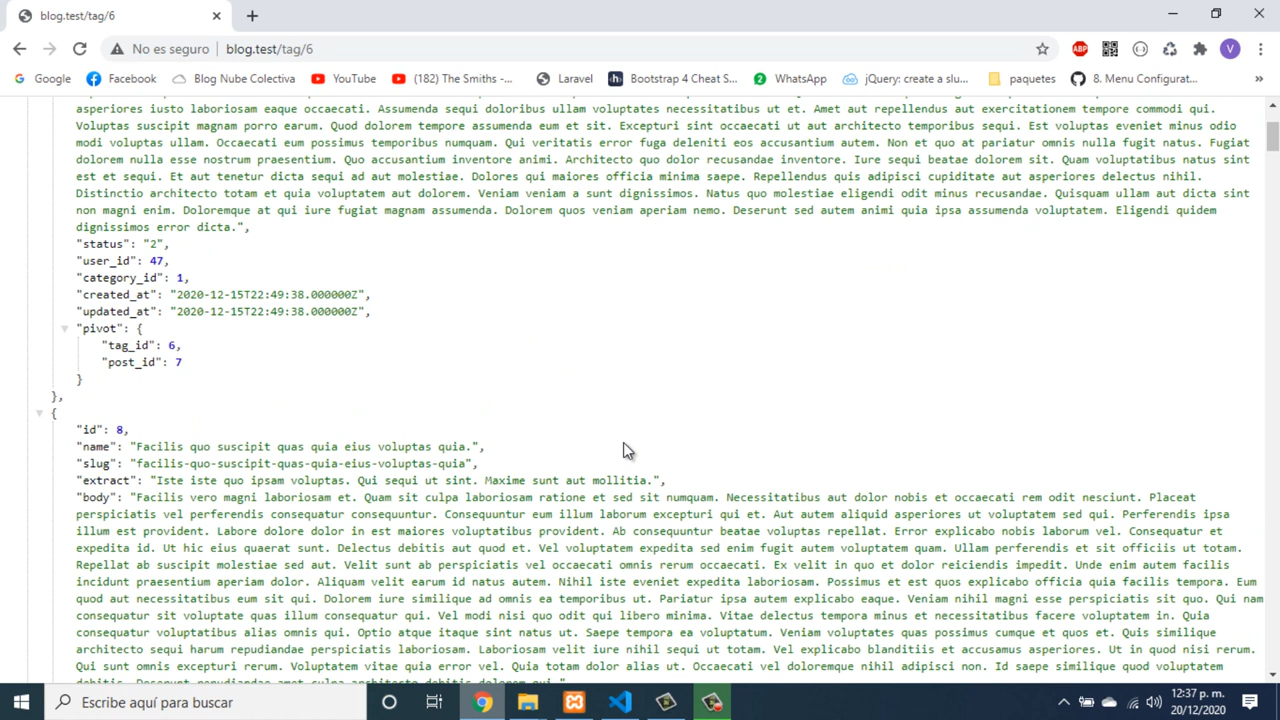 blog.test/tag/6
No es seguro
blog.test/tag/6
ABP
V
Google
Facebook
Blog Nube Colectiva
YouTube
(182) The Smiths -...
Laravel
Bootstrap 4 Cheat S...
2
WhatsApp
jQuery: create a slu...
paquetes
8. Menu Configurat...
»
asperiores iusto laboriosam eaque occaecati. Assumenda sequi doloribus ullam voluptates necessitatibus ut et. Amet aut repellendus aut exercitationem tempore commodi qui.
Voluptas suscipit magnam porro earum. Quod dolorem tempore assumenda eum et sit. Excepturi sint occaecati ut aut architecto temporibus sequi. Est voluptas eveniet minus odio
modi voluptas ullam. Occaecati eum possimus temporibus numquam. Qui veritatis error fuga deleniti eos accusantium autem. Non et quo at pariatur omnis nulla fugit natus. Fugiat
dolorem nulla esse nostrum praesentium. Quo accusantium inventore animi. Architecto quo dolor recusandae inventore. Iure sequi beatae dolorem sit. Quam voluptatibus natus sint
est et sequi. Et aut tenetur dicta sequi ad aut molestiae. Dolores qui maiores officia minima saepe. Repellendus quis adipisci cupiditate aut asperiores delectus nihil.
Distinctio architecto totam et quia voluptatem aut dolorem. Veniam veniam a sunt dignissimos. Natus quo molestiae eligendi odit minus recusandae. Quisquam ullam aut dicta sint
non magni enim. Doloremque at qui iure fugiat magnam assumenda. Dolorem quos veniam aperiam nemo. Deserunt sed autem animi quia ipsa assumenda voluptatem. Eligendi quidem
dignissimos error dicta.",
"status": "2",
"user_id": 47,
"category_id": 1,
"created_at": "2020-12-15T22:49:38.000000Z",
"updated_at": "2020-12-15T22:49:38.000000Z",
"pivot": {
"tag_id": 6,
"post_id": 7
}
},
{
"id": 8,
"name": "Facilis quo suscipit quas quia eius voluptas quia.",
"slug": "facilis-quo-suscipit-quas-quia-eius-voluptas-quia",
"extract": "Iste iste quo ipsam voluptas. Qui sequi ut sint. Maxime sunt aut mollitia.",
"body": "Facilis vero magni laboriosam et. Quam sit culpa laboriosam ratione et sed sit numquam. Necessitatibus aut dolor nobis et occaecati rem odit nesciunt. Placeat
perspiciatis vel perferendis consequatur consequuntur. Consequuntur eum illum laborum excepturi qui et. Aut autem aliquid asperiores ut voluptatem sed qui. Perferendis ipsa
illum est provident. Labore dolore dolor in est maiores voluptatibus provident. Ab consequuntur beatae voluptas repellat. Error explicabo nobis laborum vel. Consequatur et
expedita id. Ut hic eius quaerat sunt. Delectus debitis aut quod et. Vel voluptatem expedita sed enim fugit autem voluptatem quam. Ullam perferendis et sit officiis ut totam.
Repellat ab suscipit molestiae sed aut. Velit sunt ab perspiciatis vel occaecati omnis rerum occaecati. Ex velit in quo et dolor reiciendis impedit. Unde enim autem facilis
incidunt praesentium aperiam dolor. Aliquam velit earum id natus autem. Nihil iste eveniet expedita laboriosam. Possimus et est quos explicabo officia quia facilis tempora. Eum
quod aut necessitatibus eum sit qui. Dolorem iure similique ad omnis ea temporibus ut. Pariatur ipsa autem explicabo eaque. Veniam nihil magni esse perspiciatis sit quo. Qui nam
consequatur sit voluptate quas illum consequatur qui. Vel modi nisi quo odit qui libero minima. Vitae delectus tempora minus et necessitatibus facere voluptatem in. Quia
consequatur voluptatibus alias omnis qui. Optio atque itaque sint natus ut. Saepe tempora ea voluptatum. Veniam voluptates quas possimus cumque et quos et. Quis similique
architecto sequi harum repudiandae perspiciatis laboriosam. Laboriosam velit iure nihil sequi ut totam. Vel explicabo blanditiis et accusamus asperiores. Ut in quod nisi rerum.
Qui sunt omnis excepturi rerum. Voluptatem vitae quia error vel. Quia totam dolor alias ut. Occaecati voluptatem doloremque nihil adipisci non. Id saepe similique quod voluptatem
debitis. Deserunt repudiandae amet culpa architecto debitis dolorem qui."
Escribe aquí para buscar
12:37 p. m.
20/12/2020